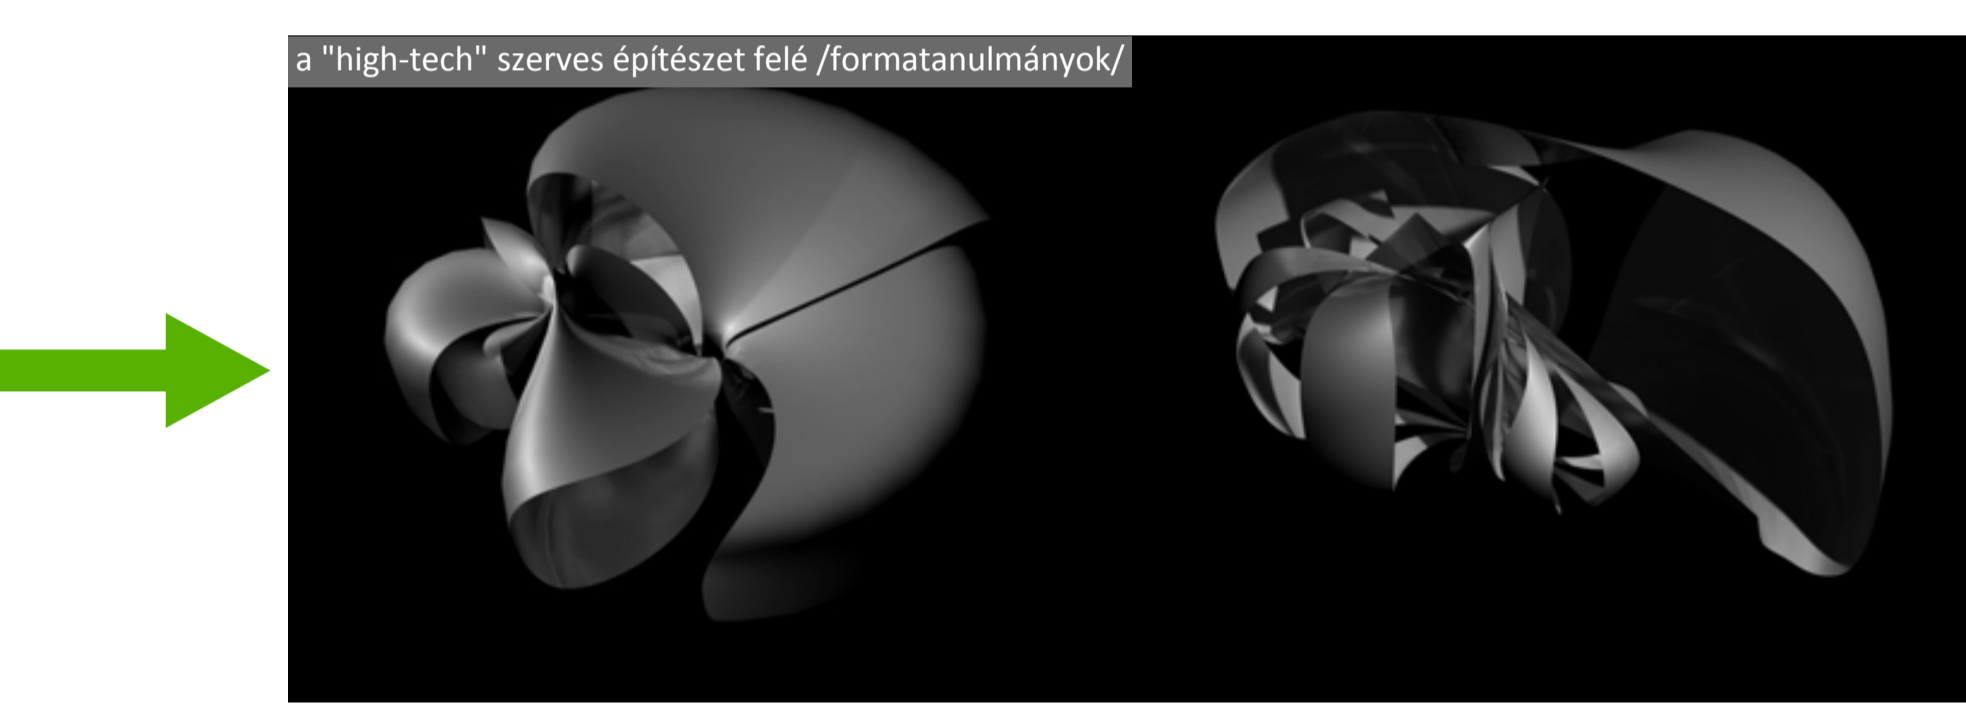 a "high-tech" szerves építészet felé /formatanulmányok/